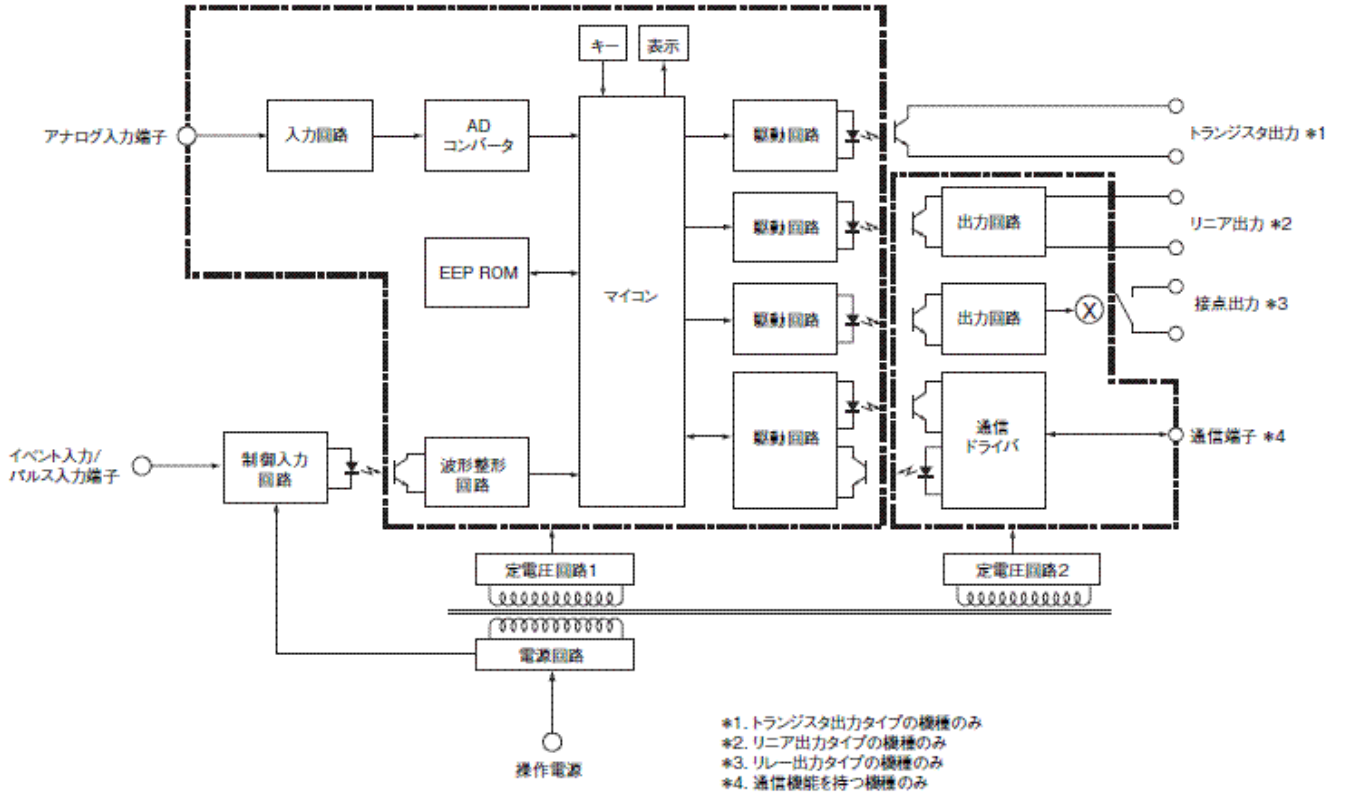 キー
表示
アナログ入力端子
入力回路
AD
コンバータ
駆動回路
トランジスタ出力 *1
駆動回路
出力回路
リニア出力 *2
EEP ROM
マイコン
駆動回路
出力回路
X
接点出力 *3
イベント入力/
パルス入力端子
制御入力
回路
波形整形
回路
駆動回路
通信
ドライバ
通信端子 *4
定電圧回路1
定電圧回路2
電源回路
操作電源
*1. トランジスタ出力タイプの機種のみ
*2. リニア出力タイプの機種のみ
*3. リレー出力タイプの機種のみ
*4. 通信機能を持つ機種のみ